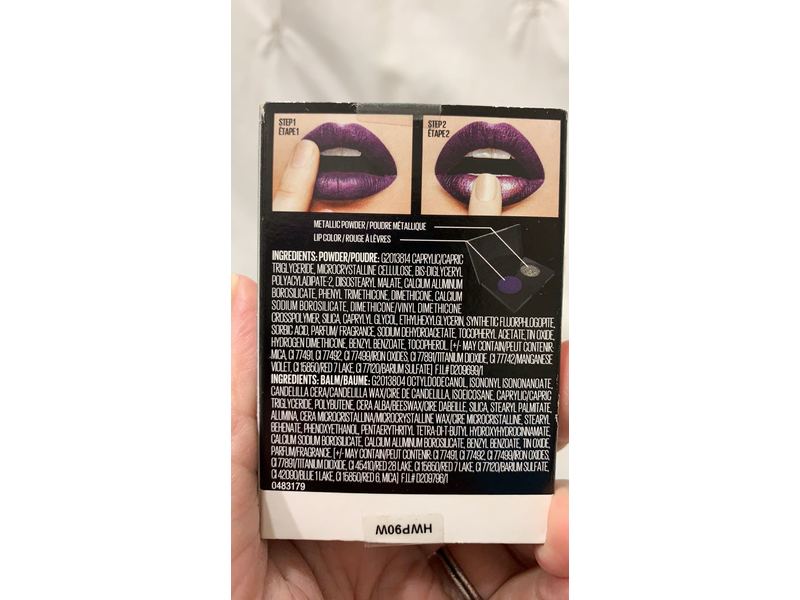 STEP 1
ÉTAPE 1
STEP 2
ÉTAPE 2
METALLIC POWDER / POUDRE MÉTALLIQUE
LIP COLOR / ROUGE À LÈVRES
INGREDIENTS: POWDER/POUDRE: G2013814 CAPRYLIC/CAPRIC
TRIGLYCERIDE, MICROCRYSTALLINE CELLULOSE, BIS-DIGLYCERYL
POLYACYLADIPATE-2, DIISOSTEARYL MALATE, CALCIUM ALUMINUM
BOROSILICATE, PHENYL TRIMETHICONE, DIMETHICONE, CALCIUM
SODIUM BOROSILICATE, DIMETHICONE/VINYL DIMETHICONE
CROSSPOLYMER, SILICA, CAPRYLYL GLYCOL, ETHYLHEXYLGLYCERIN, SYNTHETIC FLUORPHLOGOPITE,
SORBIC ACID, PARFUM / FRAGRANCE, SODIUM DEHYDROACETATE, TOCOPHERYL ACETATE, TIN OXIDE,
HYDROGEN DIMETHICONE, BENZYL BENZOATE, TOCOPHEROL. [+/- MAY CONTAIN/PEUT CONTENIR:
MICA, CI 77491, CI 77492, CI 77499/IRON OXIDES, CI 77891/TITANIUM DIOXIDE, CI 77742/MANGANESE
VIOLET, CI 15850/RED 7 LAKE, CI 77120/BARIUM SULFATE] F.I.L# D209699/1
INGREDIENTS: BALM/BAUME: G2013804 OCTYLDODECANOL, ISONONYL ISONONANOATE,
CANDELILLA CERA/CANDELILLA WAX/CIRE DE CANDELILLA, ISOEICOSANE, CAPRYLIC/CAPRIC
TRIGLYCERIDE, POLYBUTENE, CERA ALBA/BEESWAX/CIRE DABEILLE, SILICA, STEARYL PALMITATE,
ALUMINA, CERA MICROCRISTALLINA/MICROCRYSTALLINE WAX/CIRE MICROCRISTALLINE, STEARYL
BEHENATE, PHENOXYETHANOL, PENTAERYTHRITYL TETRA-DI-T-BUTYL HYDROXYHYDROCINNAMATE,
CALCIUM SODIUM BOROSILICATE, CALCIUM ALUMINUM BOROSILICATE, BENZYL BENZOATE, TIN OXIDE,
PARFUM/FRAGRANCE. [+/- MAY CONTAIN/PEUT CONTENIR: CI 77491, CI 77492, CI 77499/IRON OXIDES,
CI 77891/TITANIUM DIOXIDE, CI 45410/RED 28 LAKE, CI 15850/RED 7 LAKE, CI 77120/BARIUM SULFATE,
CI 42090/BLUE 1 LAKE, CI 15850/RED 6, MICA] F.I.L# D209796/1
0483179
HWP90W